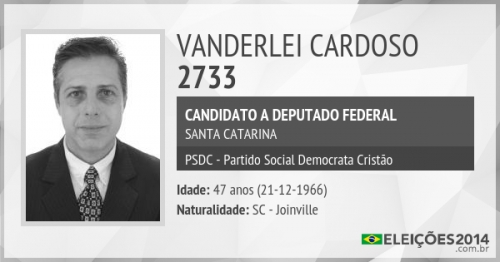 VANDERLEI CARDOSO
2733
CANDIDATO A DEPUTADO FEDERAL
SANTA CATARINA
PSDC - Partido Social Democrata Cristão
Idade: 47 anos (21-12-1966)
Naturalidade: SC - Joinville
ELEIÇÕES2014
.com.br